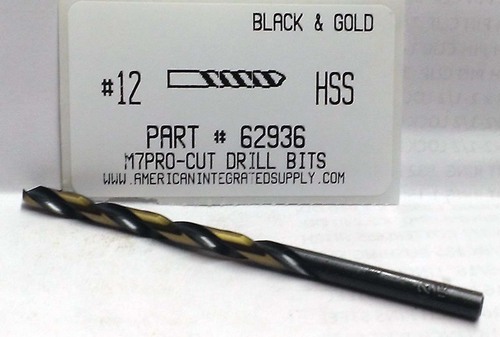 BLACK & GOLD
#12
HSS
PART # 62936
M7PRO-CUT DRILL BITS
WWW.AMERICANINTEGRATEDSUPPLY.COM